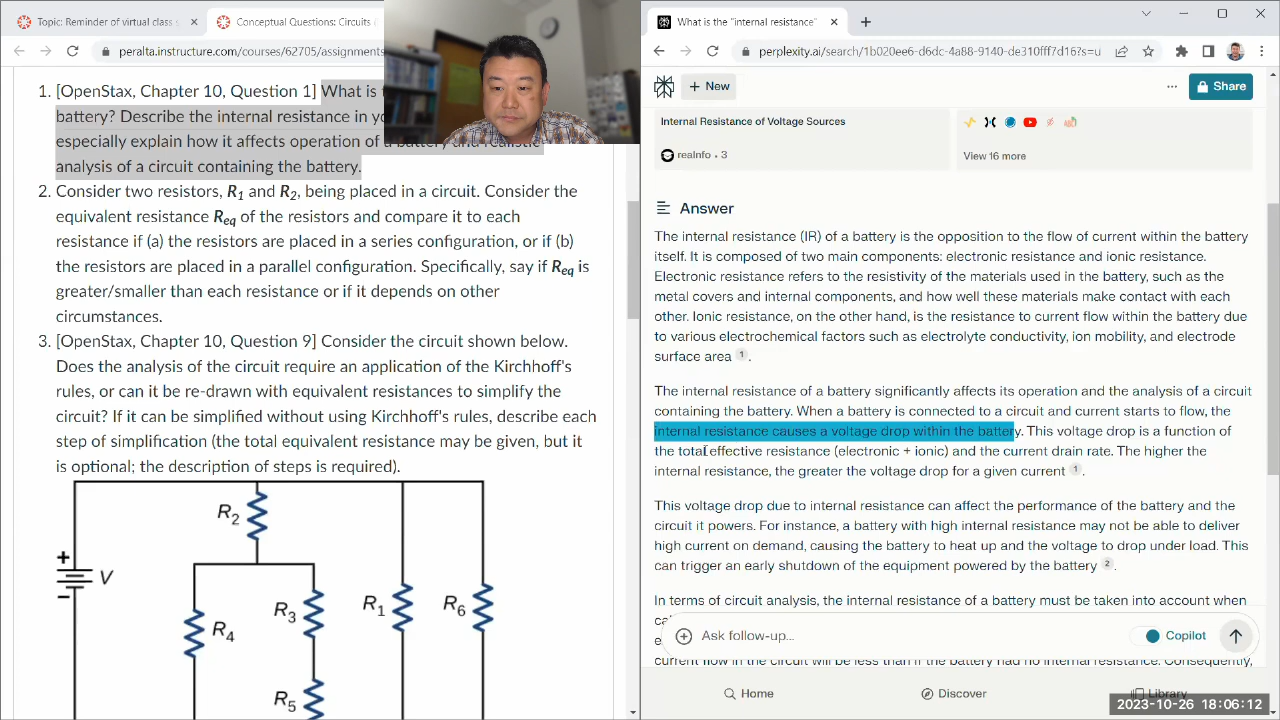 Topic: Reminder of virtual class s
Conceptual Questions: Circuits (
peralta.instructure.com/courses/62705/assignments
1. [OpenStax, Chapter 10, Question 1] What is t
battery? Describe the internal resistance in yo
especially explain how it affects operation of a battery and realistic
analysis of a circuit containing the battery.
2. Consider two resistors, R1 and R2, being placed in a circuit. Consider the
equivalent resistance Req of the resistors and compare it to each
resistance if (a) the resistors are placed in a series configuration, or if (b)
the resistors are placed in a parallel configuration. Specifically, say if Req is
greater/smaller than each resistance or if it depends on other
circumstances.
3. [OpenStax, Chapter 10, Question 9] Consider the circuit shown below.
Does the analysis of the circuit require an application of the Kirchhoff's
rules, or can it be re-drawn with equivalent resistances to simplify the
circuit? If it can be simplified without using Kirchhoff's rules, describe each
step of simplification (the total equivalent resistance may be given, but it
is optional; the description of steps is required).
R2
+
V
−
R3
R1
R6
R4
R5
What is the "internal resistance"
perplexity.ai/search/1b020ee6-d6dc-4a88-9140-de310fff7d16?s=u
+ New
Share
Internal Resistance of Voltage Sources
realnfo • 3
View 16 more
Answer
The internal resistance (IR) of a battery is the opposition to the flow of current within the battery
itself. It is composed of two main components: electronic resistance and ionic resistance.
Electronic resistance refers to the resistivity of the materials used in the battery, such as the
metal covers and internal components, and how well these materials make contact with each
other. Ionic resistance, on the other hand, is the resistance to current flow within the battery due
to various electrochemical factors such as electrolyte conductivity, ion mobility, and electrode
surface area 1.
The internal resistance of a battery significantly affects its operation and the analysis of a circuit
containing the battery. When a battery is connected to a circuit and current starts to flow, the
internal resistance causes a voltage drop within the battery. This voltage drop is a function of
the total effective resistance (electronic + ionic) and the current drain rate. The higher the
internal resistance, the greater the voltage drop for a given current 1.
This voltage drop due to internal resistance can affect the performance of the battery and the
circuit it powers. For instance, a battery with high internal resistance may not be able to deliver
high current on demand, causing the battery to heat up and the voltage to drop under load. This
can trigger an early shutdown of the equipment powered by the battery 2.
In terms of circuit analysis, the internal resistance of a battery must be taken into account when
Ask follow-up...
Copilot
current flow in the circuit will be less than if the battery had no internal resistance. Consequently,
Home
Discover
Library
2023-10-26 18:06:12